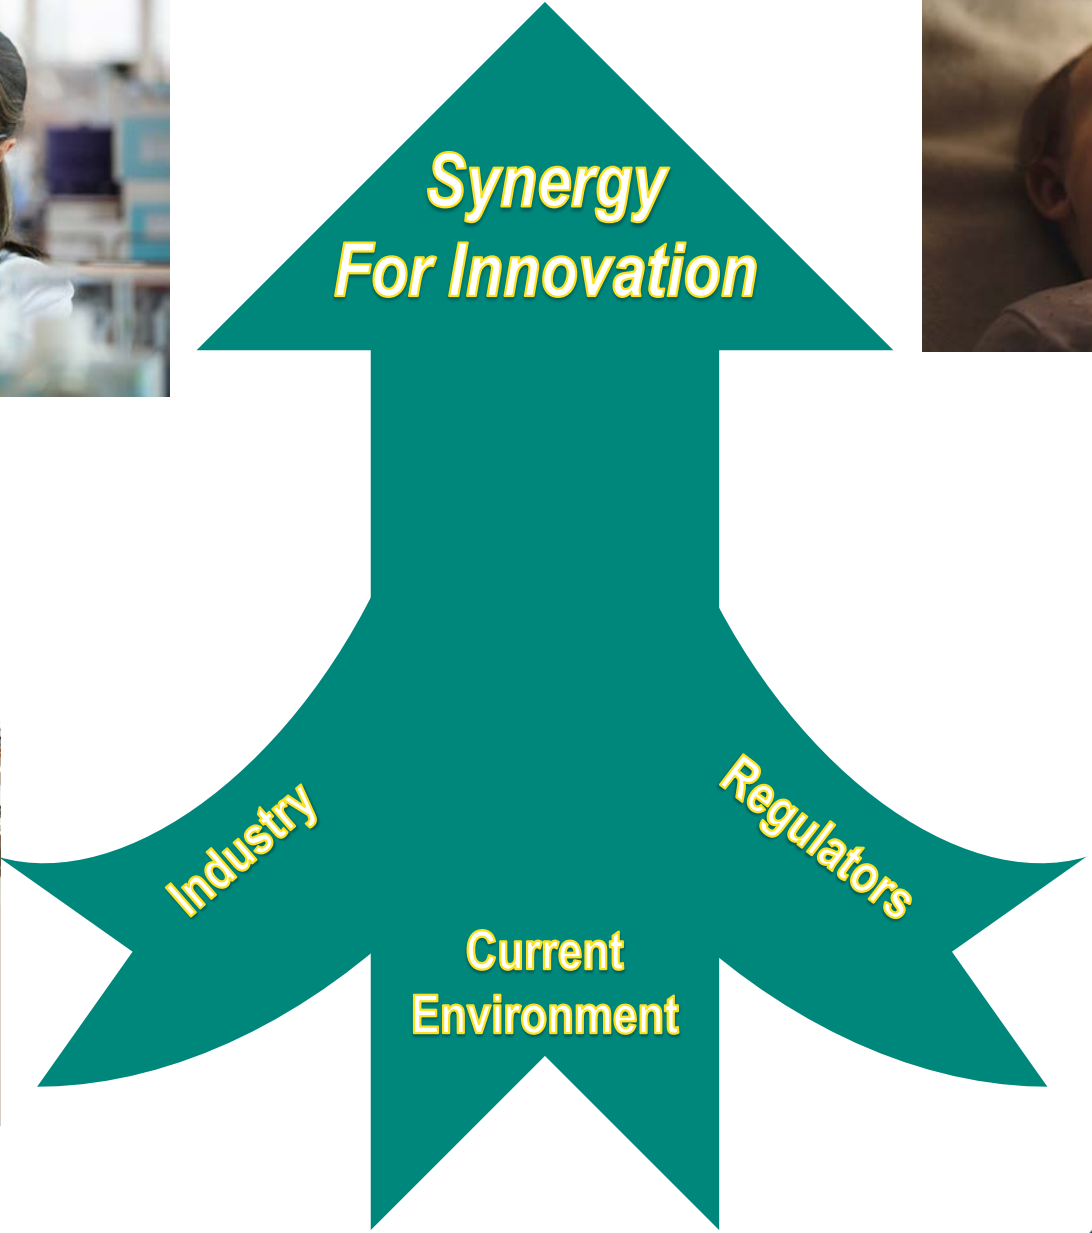 Synergy
For Innovation
Industry
Regulators
Current
Environment